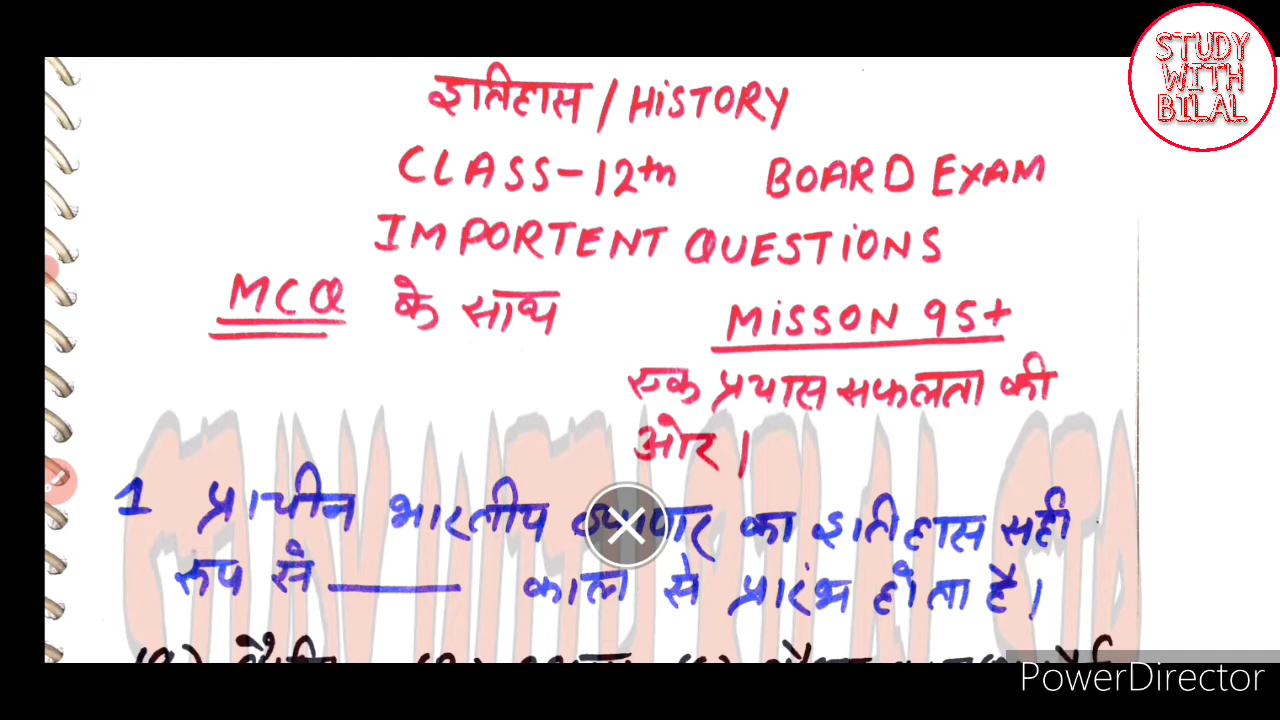 STUDY
WITH
BILAL
इतिहास / HiSTORY
CLASS-12th BOARD EXAM
IMPORTENT QUESTiONS
MCQ के साथ
MiSSON 95+
एक प्रयास सफलता की
ओर।
1 प्राचीन भारतीय व्यापार का इतिहास सही
रूप से ______ काल से प्रारंभ होता है।
PowerDirector